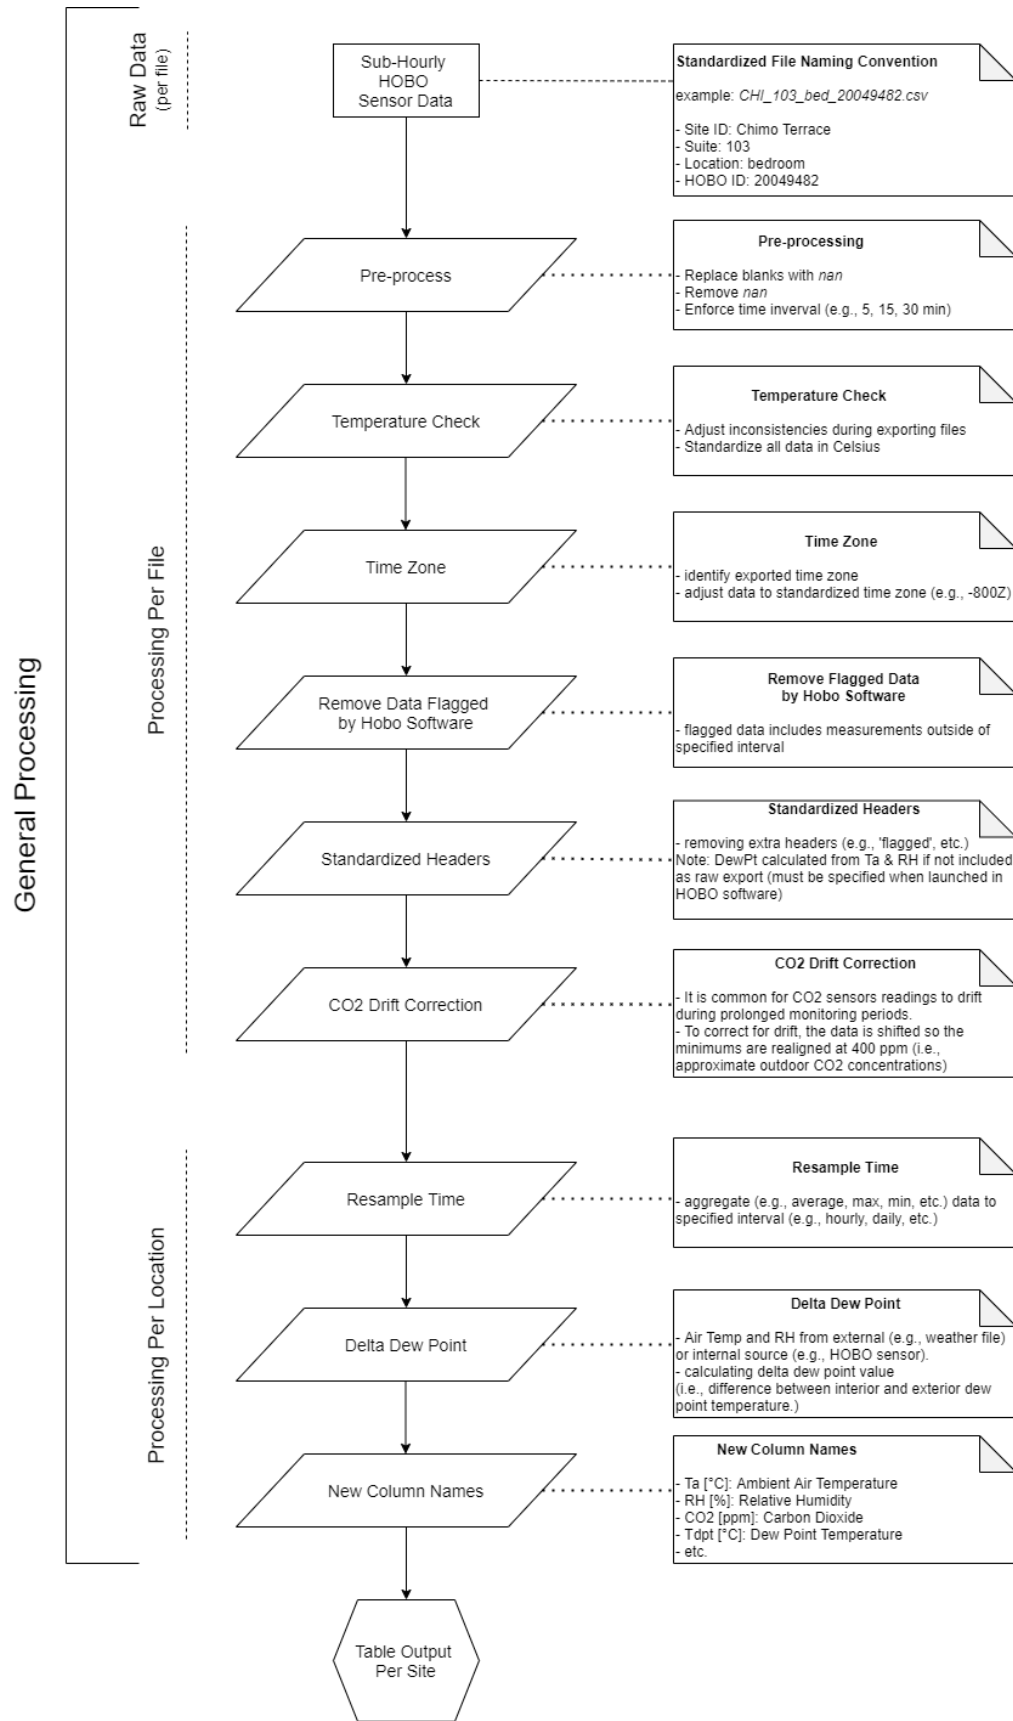 General Processing
Raw Data
(per file)
Sub-Hourly
HOBO
Sensor Data
Standardized File Naming Convention
example: CHI_103_bed_20049482.csv
- Site ID: Chimo Terrace
- Suite: 103
- Location: bedroom
- HOBO ID: 20049482
Processing Per File
Pre-process
Pre-processing
- Replace blanks with nan
- Remove nan
- Enforce time inverval (e.g., 5, 15, 30 min)
Temperature Check
Temperature Check
- Adjust inconsistencies during exporting files
- Standardize all data in Celsius
Time Zone
Time Zone
- identify exported time zone
- adjust data to standardized time zone (e.g., -800Z)
Remove Data Flagged
by Hobo Software
Remove Flagged Data
by Hobo Software
- flagged data includes measurements outside of
specified interval
Standardized Headers
Standardized Headers
- removing extra headers (e.g., 'flagged', etc.)
Note: DewPt calculated from Ta & RH if not included
as raw export (must be specified when launched in
HOBO software)
CO2 Drift Correction
CO2 Drift Correction
- It is common for CO2 sensors readings to drift
during prolonged monitoring periods.
- To correct for drift, the data is shifted so the
minimums are realigned at 400 ppm (i.e.,
approximate outdoor CO2 concentrations)
Processing Per Location
Resample Time
Resample Time
- aggregate (e.g., average, max, min, etc.) data to
specified interval (e.g., hourly, daily, etc.)
Delta Dew Point
Delta Dew Point
- Air Temp and RH from external (e.g., weather file)
or internal source (e.g., HOBO sensor).
- calculating delta dew point value
(i.e., difference between interior and exterior dew
point temperature.)
New Column Names
New Column Names
- Ta [°C]: Ambient Air Temperature
- RH [%]: Relative Humidity
- CO2 [ppm]: Carbon Dioxide
- Tdpt [°C]: Dew Point Temperature
- etc.
Table Output
Per Site